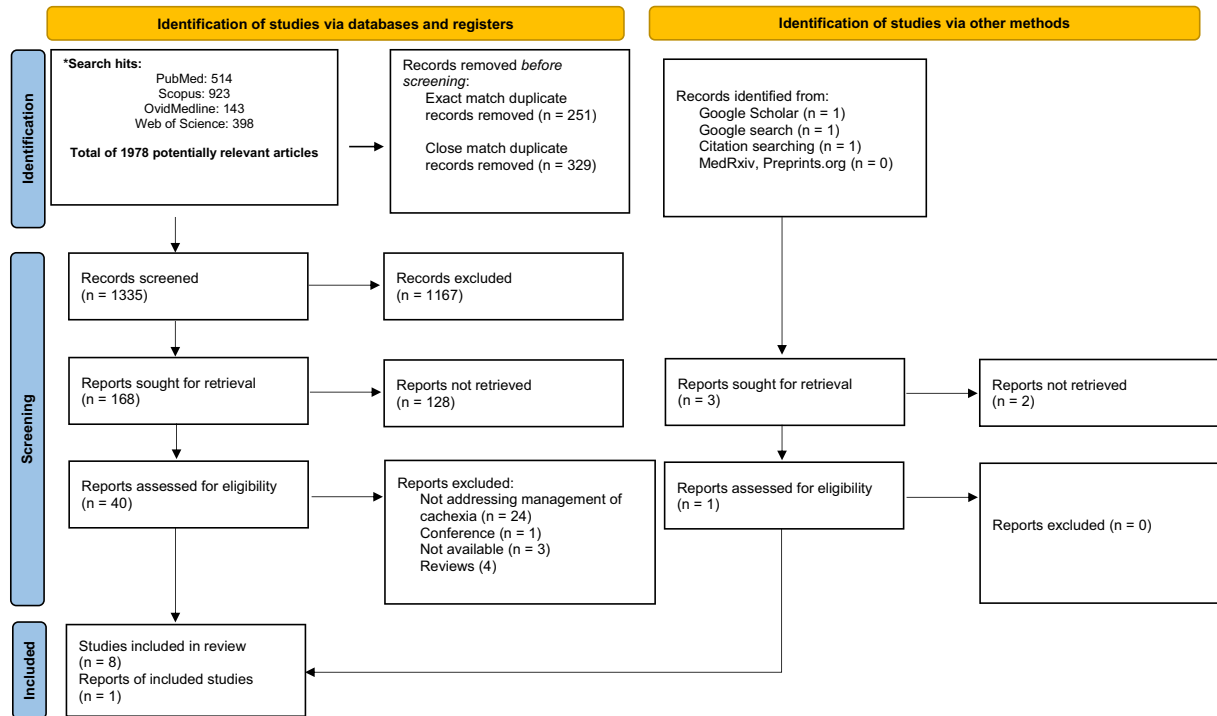 Identification of studies via databases and registers
Identification of studies via other methods
Identification
*Search hits:
PubMed: 514
Scopus: 923
OvidMedline: 143
Web of Science: 398
Total of 1978 potentially relevant articles
Records removed before
screening:
Exact match duplicate
records removed (n = 251)
Close match duplicate
records removed (n = 329)
Records identified from:
Google Scholar (n = 1)
Google search (n = 1)
Citation searching (n = 1)
MedRxiv, Preprints.org (n = 0)
Screening
Records screened
(n = 1335)
Records excluded
(n = 1167)
Reports sought for retrieval
(n = 168)
Reports not retrieved
(n = 128)
Reports sought for retrieval
(n = 3)
Reports not retrieved
(n = 2)
Reports assessed for eligibility
(n = 40)
Reports excluded:
Not addressing management of
cachexia (n = 24)
Conference (n = 1)
Not available (n = 3)
Reviews (4)
Reports assessed for eligibility
(n = 1)
Reports excluded (n = 0)
Included
Studies included in review
(n = 8)
Reports of included studies
(n = 1)